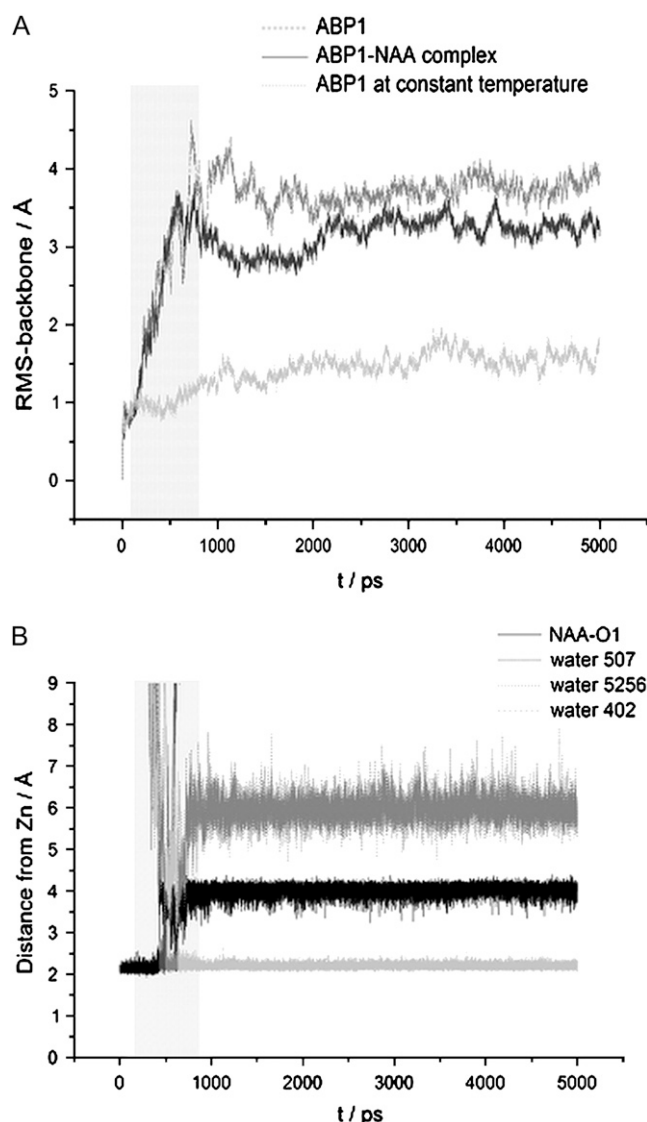 A
ABP1
ABP1-NAA complex
ABP1 at constant temperature
5
4
3
2
1
0
RMS-backbone / Å
0 1000 2000 3000 4000 5000
t / ps
B
NAA-O1
water 507
water 5256
water 402
9
8
7
6
5
4
3
2
1
0
Distance from Zn / Å
0 1000 2000 3000 4000 5000
t / ps